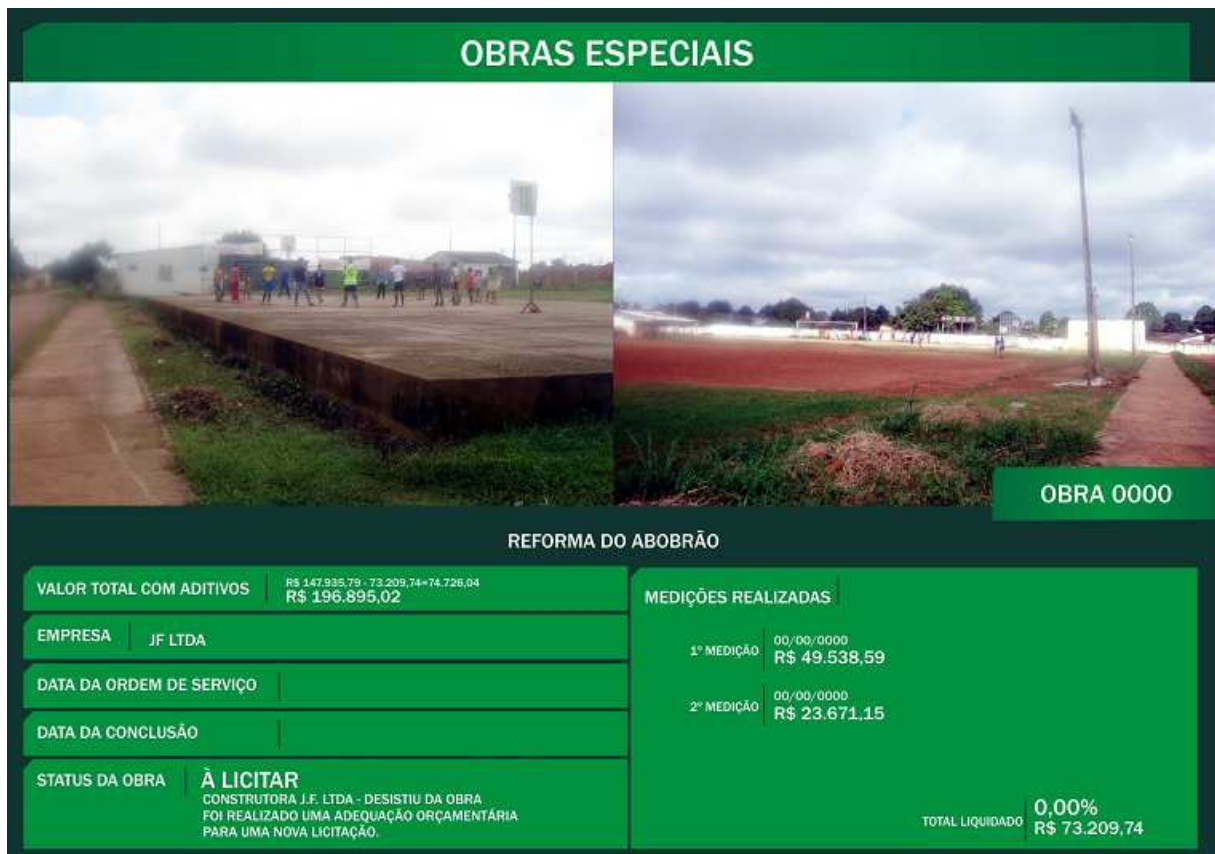 OBRAS ESPECIAIS
OBRA 0000
REFORMA DO ABOBRÃO
VALOR TOTAL COM ADITIVOS
R$ 147.935,79 - 73.209,74=74.726,04
R$ 196.895,02
EMPRESA
JF LTDA
DATA DA ORDEM DE SERVIÇO
DATA DA CONCLUSÃO
STATUS DA OBRA
À LICITAR
CONSTRUTORA J.F. LTDA - DESISTIU DA OBRA
FOI REALIZADO UMA ADEQUAÇÃO ORÇAMENTÁRIA
PARA UMA NOVA LICITAÇÃO.
MEDIÇÕES REALIZADAS
1º MEDIÇÃO
00/00/0000
R$ 49.538,59
2º MEDIÇÃO
00/00/0000
R$ 23.671,15
TOTAL LIQUIDADO
0,00%
R$ 73.209,74